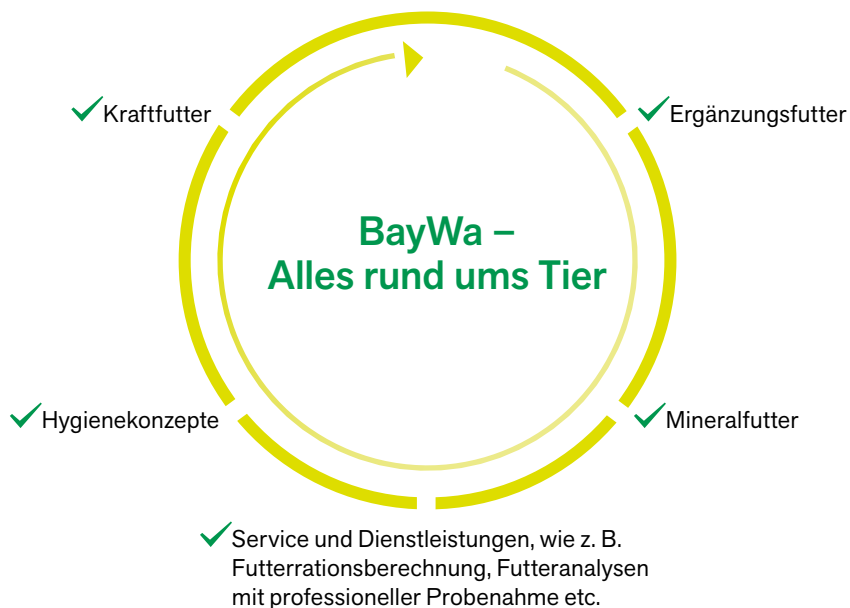 Kraftfutter
Ergänzungsfutter
BayWa –
Alles rund ums Tier
Hygienekonzepte
Mineralfutter
Service und Dienstleistungen, wie z. B.
Futterrationsberechnung, Futteranalysen
mit professioneller Probenahme etc.